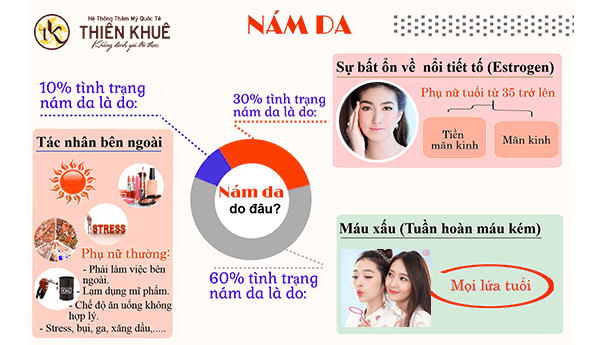 Hệ Thống Thẩm Mỹ Quốc Tế
THIÊN KHUÊ
Khẳng định giá trị thực
NÁM DA
10% tình trạng
nám da là do:
30% tình trạng
nám da là do:
Sự bất ổn về nồi tiết tố (Estrogen)
Phụ nữ tuổi từ 35 trở lên
Tiền
mãn kinh
Mãn kinh
Tác nhân bên ngoài
STRESS
Phụ nữ thường:
- Phải làm việc bên
ngoài.
- Lạm dụng mĩ phẩm.
- Chế độ ăn uống không
hợp lý.
- Stress, bụi, ga, xăng dầu,.....
Nám da
do đâu?
Máu xấu (Tuần hoàn máu kém)
Mọi lứa tuổi
60% tình trạng
nám da là do: